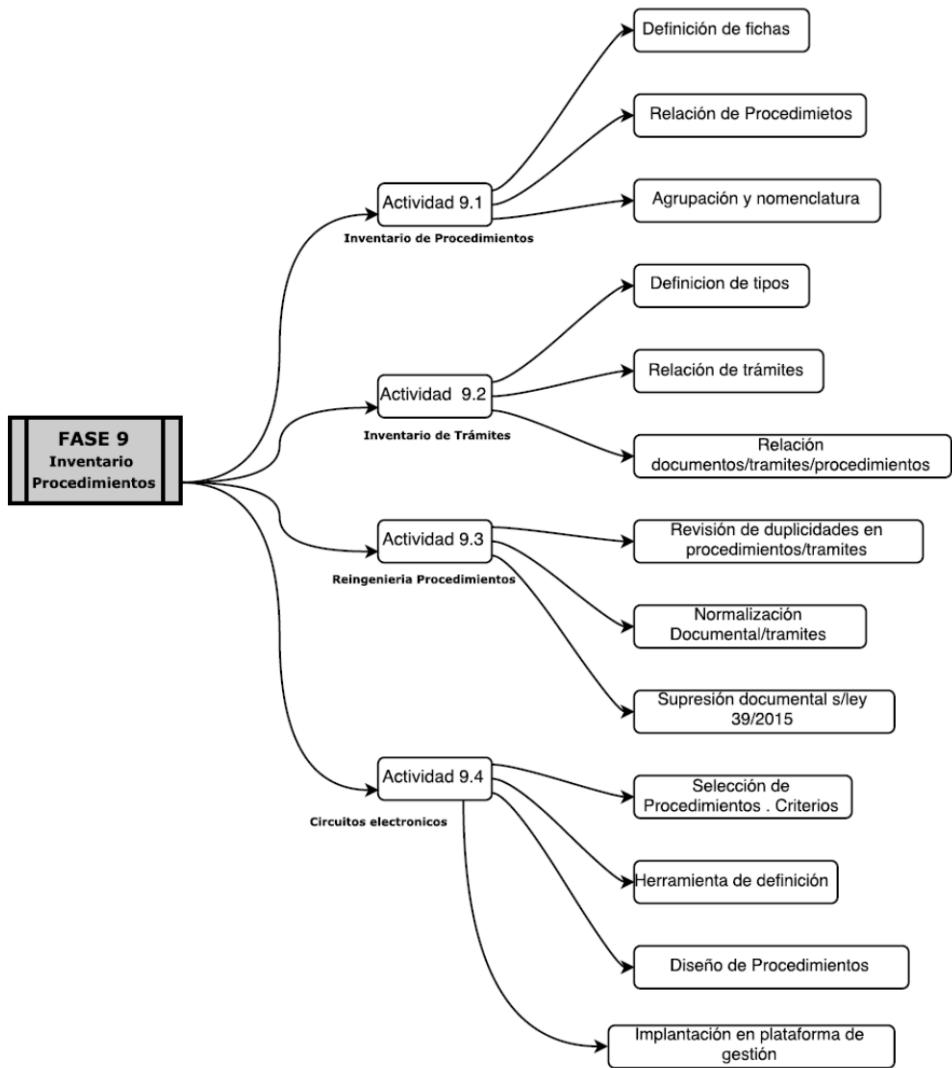 FASE 9
Inventario
Procedimientos
Actividad 9.1
Inventario de Procedimientos
Definición de fichas
Relación de Procedimietos
Agrupación y nomenclatura
Actividad 9.2
Inventario de Trámites
Definicion de tipos
Relación de trámites
Relación
documentos/tramites/procedimientos
Actividad 9.3
Reingenieria Procedimientos
Revisión de duplicidades en
procedimientos/tramites
Normalización
Documental/tramites
Supresión documental s/ley
39/2015
Actividad 9.4
Circuitos electronicos
Selección de
Procedimientos . Criterios
Herramienta de definición
Diseño de Procedimientos
Implantación en plataforma de
gestión